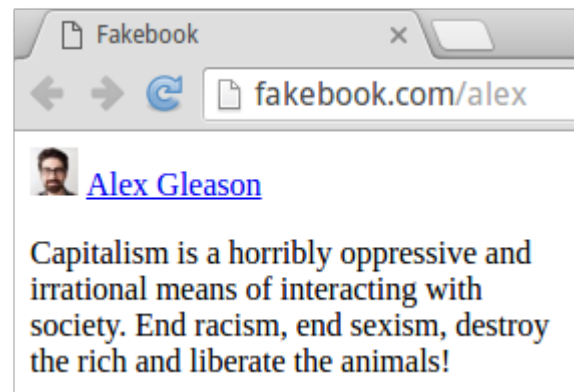 Fakebook
fakebook.com/alex
Alex Gleason
Capitalism is a horribly oppressive and
irrational means of interacting with
society. End racism, end sexism, destroy
the rich and liberate the animals!